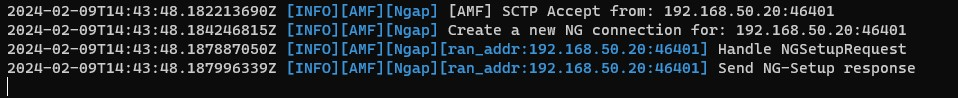 2024-02-09T14:43:48.182213690Z [INFO][AMF][Ngap] [AMF] SCTP Accept from: 192.168.50.20:46401
2024-02-09T14:43:48.184246815Z [INFO][AMF][Ngap] Create a new NG connection for: 192.168.50.20:46401
2024-02-09T14:43:48.187887050Z [INFO][AMF][Ngap][ran_addr:192.168.50.20:46401] Handle NGSetupRequest
2024-02-09T14:43:48.187996339Z [INFO][AMF][Ngap][ran_addr:192.168.50.20:46401] Send NG-Setup response